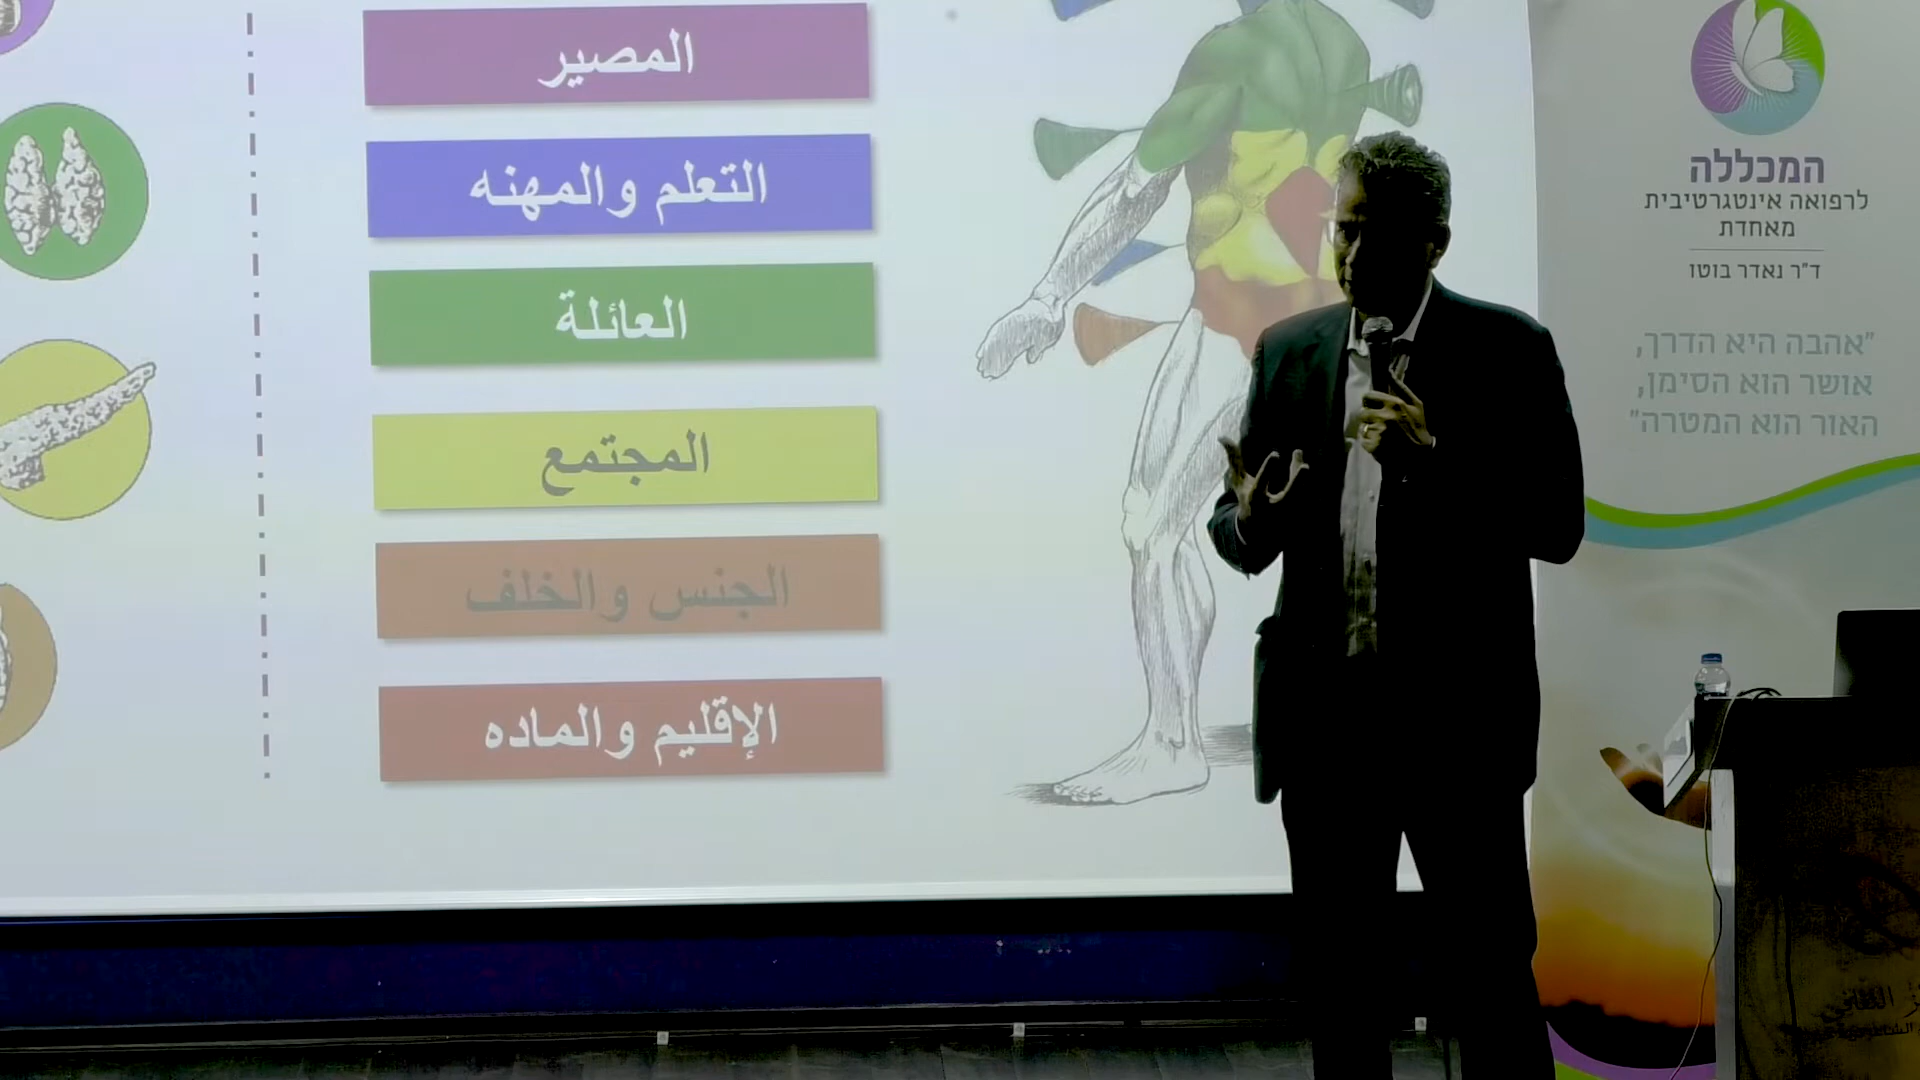 المصير
التعلم والمهنه
العائلة
المجتمع
الجنس والخلف
الإقليم والماده
המכללה
לרפואה אינטגרטיבית
מאחדת
ד"ר נאדר בוטו
"אהבה היא הדרך,
אושר הוא הסימן,
האור הוא המטרה"